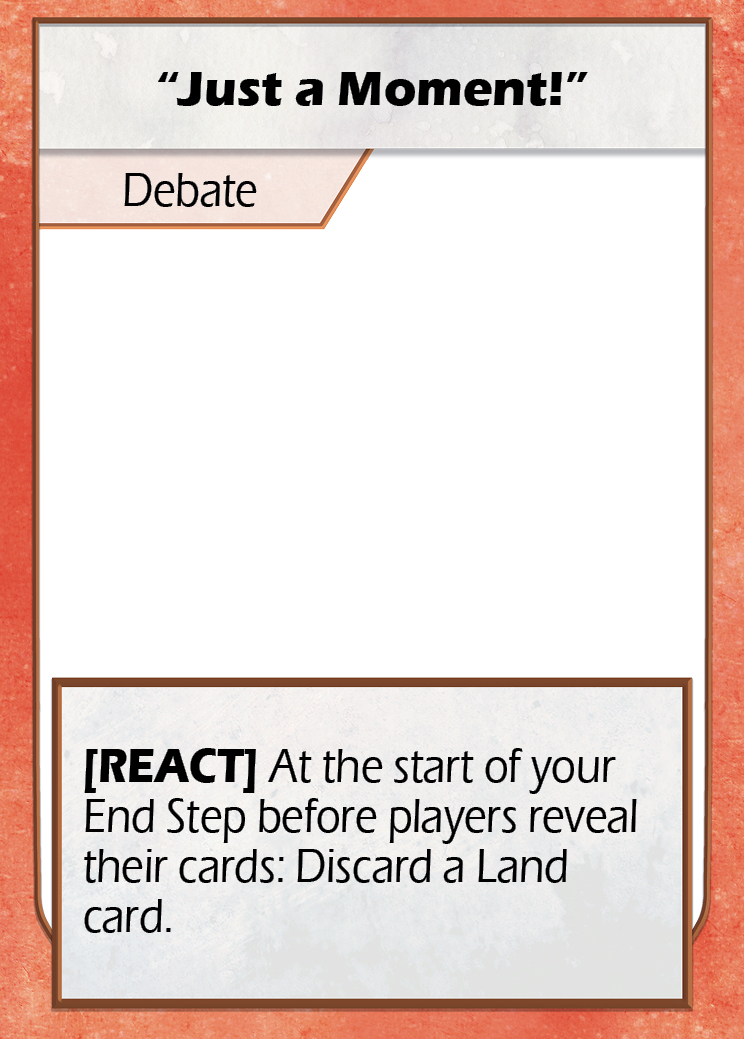 “Just a Moment!”
Debate
[REACT] At the start of your
End Step before players reveal
their cards: Discard a Land
card.